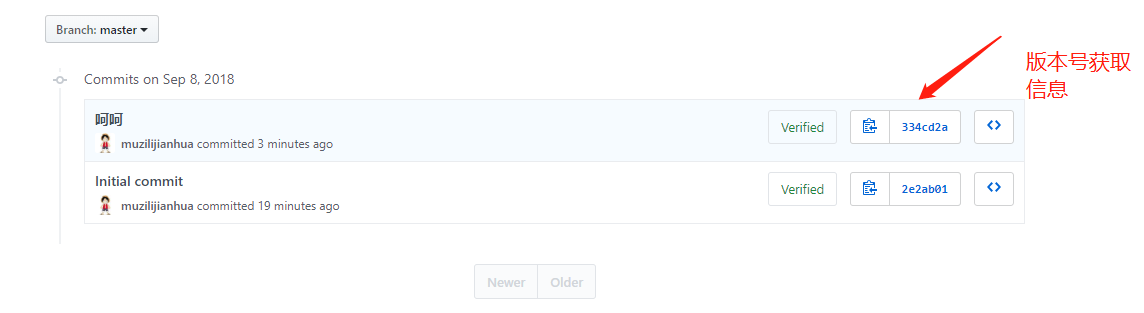 Branch: master
版本号获取
信息
Commits on Sep 8, 2018
呵呵
muzilijianhua committed 3 minutes ago
Verified
334cd2a
Initial commit
muzilijianhua committed 19 minutes ago
Verified
2e2ab01
Newer
Older